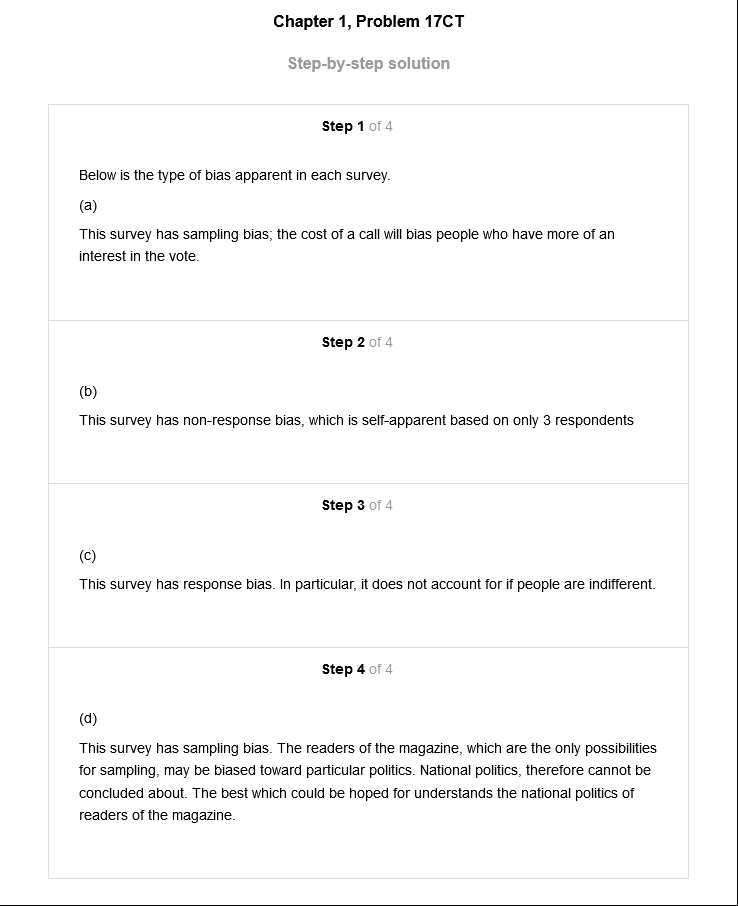 Chapter 1, Problem 17CT
Step-by-step solution
Step 1 of 4
Below is the type of bias apparent in each survey.
(a)
This survey has sampling bias; the cost of a call will bias people who have more of an
interest in the vote.
Step 2 of 4
(b)
This survey has non-response bias, which is self-apparent based on only 3 respondents
Step 3 of 4
(c)
This survey has response bias. In particular, it does not account for if people are indifferent.
Step 4 of 4
(d)
This survey has sampling bias. The readers of the magazine, which are the only possibilities
for sampling, may be biased toward particular politics. National politics, therefore cannot be
concluded about. The best which could be hoped for understands the national politics of
readers of the magazine.